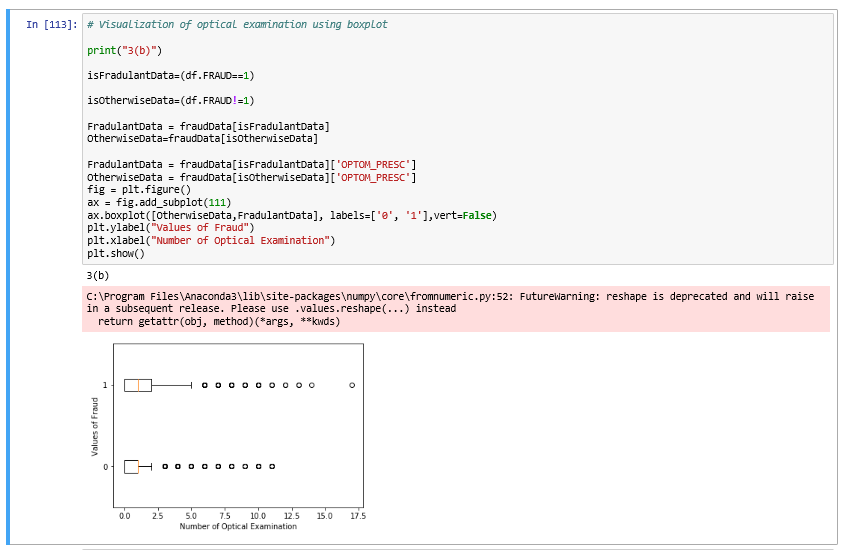 In [113]: # Visualization of optical examination using boxplot
print("3(b)")
isFradulantData=(df.FRAUD==1)
isOtherwiseData=(df.FRAUD!=1)
FradulantData = fraudData[isFradulantData]
OtherwiseData=fraudData[isOtherwiseData]
FradulantData = fraudData[isFradulantData]['OPTOM_PRESC']
OtherwiseData = fraudData[isOtherwiseData]['OPTOM_PRESC']
fig = plt.figure()
ax = fig.add_subplot(111)
ax.boxplot([OtherwiseData,FradulantData], labels=['0', '1'],vert=False)
plt.ylabel("Values of Fraud")
plt.xlabel("Number of Optical Examination")
plt.show()
3(b)
C:\Program Files\Anaconda3\lib\site-packages\numpy\core\fromnumeric.py:52: FutureWarning: reshape is deprecated and will raise
in a subsequent release. Please use .values.reshape(...) instead
return getattr(obj, method)(*args, **kwds)
1
Values of Fraud
0
0.0 2.5 5.0 7.5 10.0 12.5 15.0 17.5
Number of Optical Examination